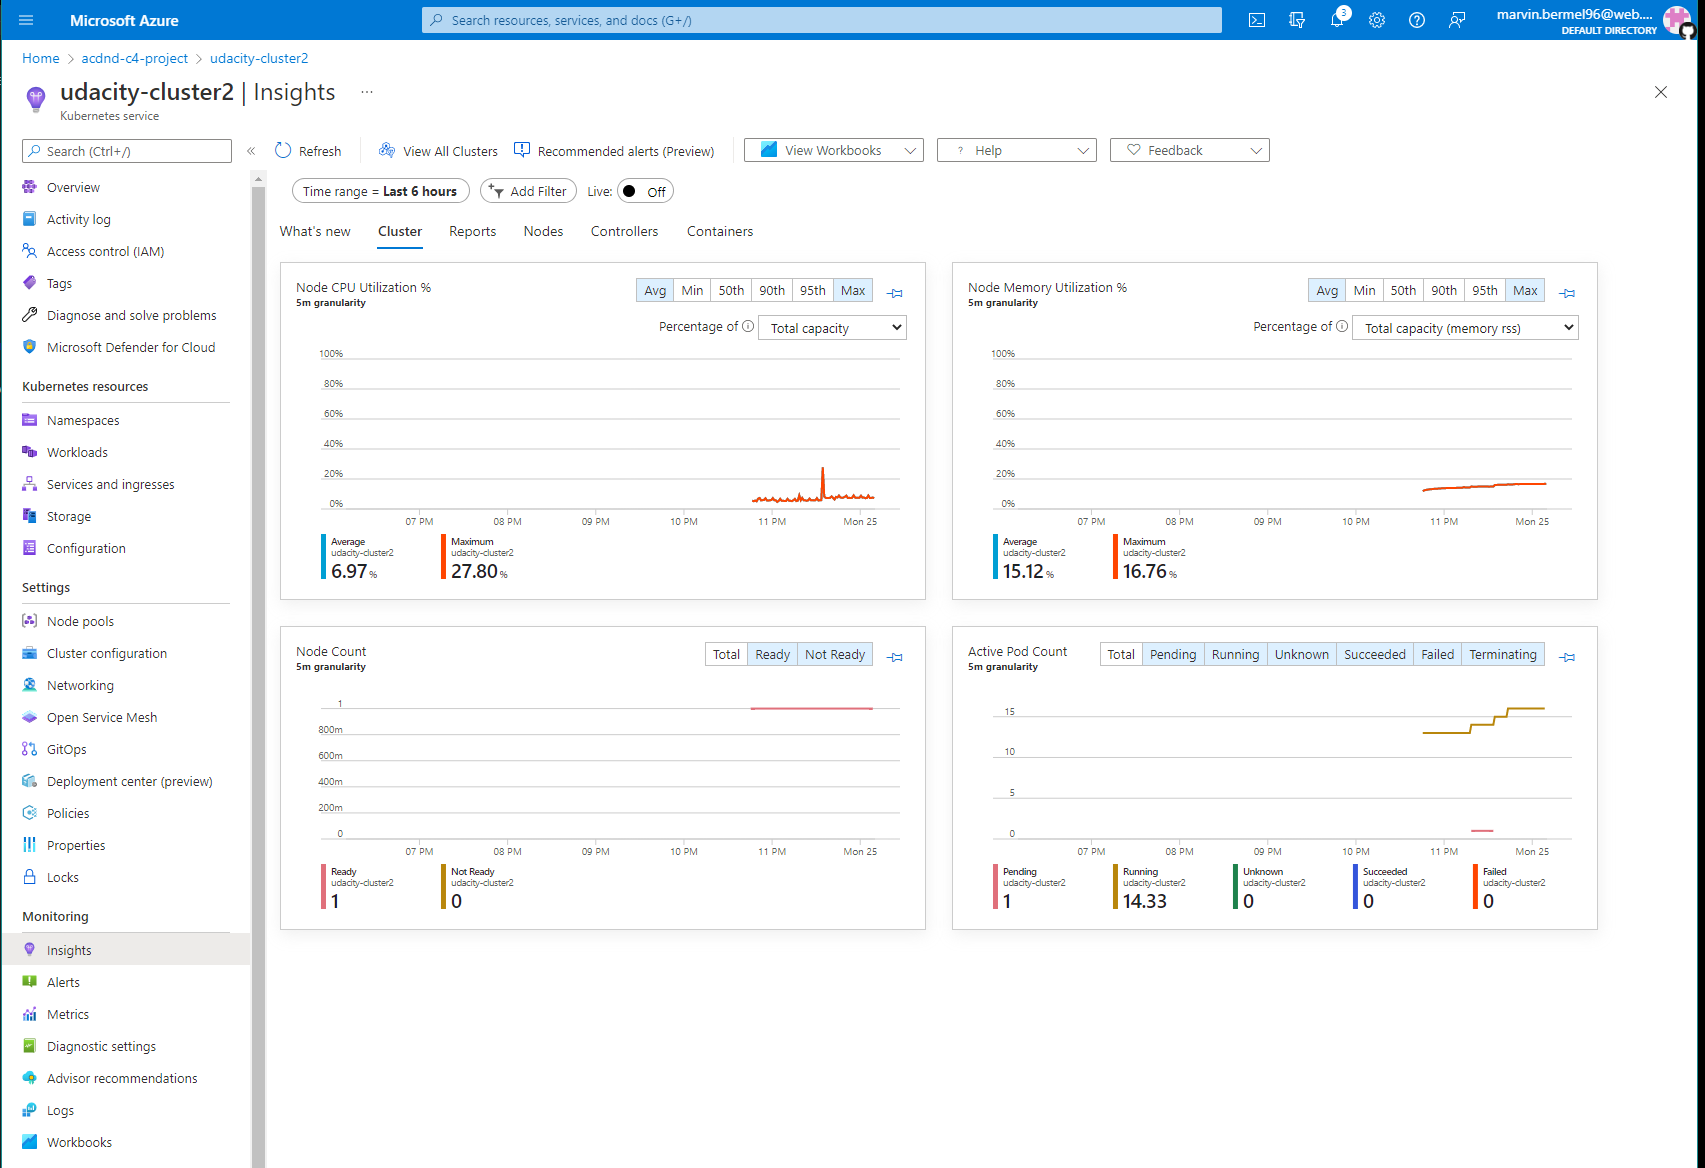 Microsoft Azure
Search resources, services, and docs (G+/)
3
marvin.bermel96@web....
DEFAULT DIRECTORY
Home > acdnd-c4-project > udacity-cluster2
udacity-cluster2 | Insights ...
Kubernetes service
Search (Ctrl+/)
«
Refresh
View All Clusters
Recommended alerts (Preview)
View Workbooks
? Help
Feedback
Time range = Last 6 hours
Add Filter
Live: Off
What's new
Cluster
Reports
Nodes
Controllers
Containers
Overview
Activity log
Access control (IAM)
Tags
Diagnose and solve problems
Microsoft Defender for Cloud
Kubernetes resources
Namespaces
Workloads
Services and ingresses
Storage
Configuration
Settings
Node pools
Cluster configuration
Networking
Open Service Mesh
GitOps
Deployment center (preview)
Policies
Properties
Locks
Monitoring
Insights
Alerts
Metrics
Diagnostic settings
Advisor recommendations
Logs
Workbooks
Node CPU Utilization %
5m granularity
Avg Min 50th 90th 95th Max
Percentage of Total capacity
100%
80%
60%
40%
20%
0%
07 PM 08 PM 09 PM 10 PM 11 PM Mon 25
Average
udacity-cluster2
6.97 %
Maximum
udacity-cluster2
27.80 %
Node Memory Utilization %
5m granularity
Avg Min 50th 90th 95th Max
Percentage of Total capacity (memory rss)
100%
80%
60%
40%
20%
0%
07 PM 08 PM 09 PM 10 PM 11 PM Mon 25
Average
udacity-cluster2
15.12 %
Maximum
udacity-cluster2
16.76 %
Node Count
5m granularity
Total Ready Not Ready
1
800m
600m
400m
200m
0
07 PM 08 PM 09 PM 10 PM 11 PM Mon 25
Ready
udacity-cluster2
1
Not Ready
udacity-cluster2
0
Active Pod Count
5m granularity
Total Pending Running Unknown Succeeded Failed Terminating
15
10
5
0
07 PM 08 PM 09 PM 10 PM 11 PM Mon 25
Pending
udacity-cluster2
1
Running
udacity-cluster2
14.33
Unknown
udacity-cluster2
0
Succeeded
udacity-cluster2
0
Failed
udacity-cluster2
0